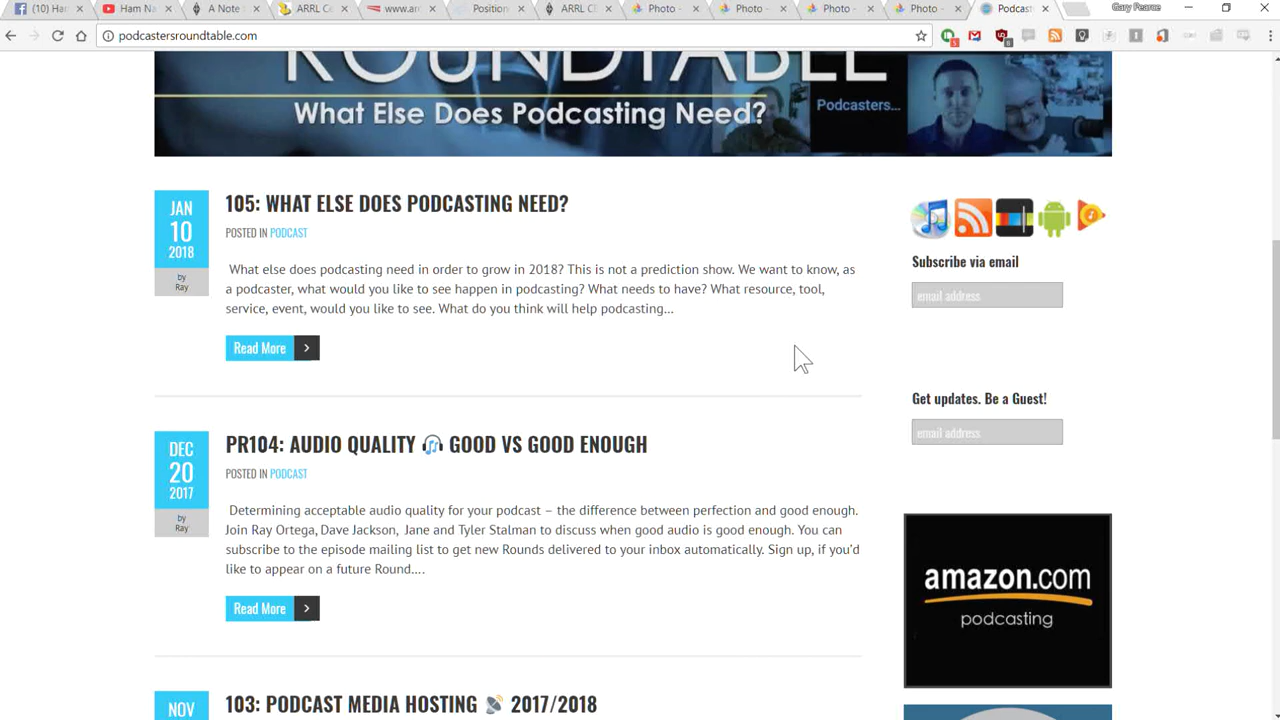 (10) Han
Ham Na
A Note
ARRL C
www.ar
Position
ARRL C
Photo -
Photo -
Photo -
Photo -
Podcast
Gary Pearce
podcastersroundtable.com
ROUNDTABLE
What Else Does Podcasting Need?
Podcasters...
JAN
10
2018
by
Ray
105: WHAT ELSE DOES PODCASTING NEED?
POSTED IN PODCAST
What else does podcasting need in order to grow in 2018? This is not a prediction show. We want to know, as
a podcaster, what would you like to see happen in podcasting? What needs to have? What resource, tool,
service, event, would you like to see. What do you think will help podcasting...
Read More
Subscribe via email
email address
Get updates. Be a Guest!
email address
DEC
20
2017
by
Ray
PR104: AUDIO QUALITY GOOD VS GOOD ENOUGH
POSTED IN PODCAST
Determining acceptable audio quality for your podcast – the difference between perfection and good enough.
Join Ray Ortega, Dave Jackson, Jane and Tyler Stalman to discuss when good audio is good enough. You can
subscribe to the episode mailing list to get new Rounds delivered to your inbox automatically. Sign up, if you'd
like to appear on a future Round....
Read More
amazon.com
podcasting
NOV
103: PODCAST MEDIA HOSTING 2017/2018